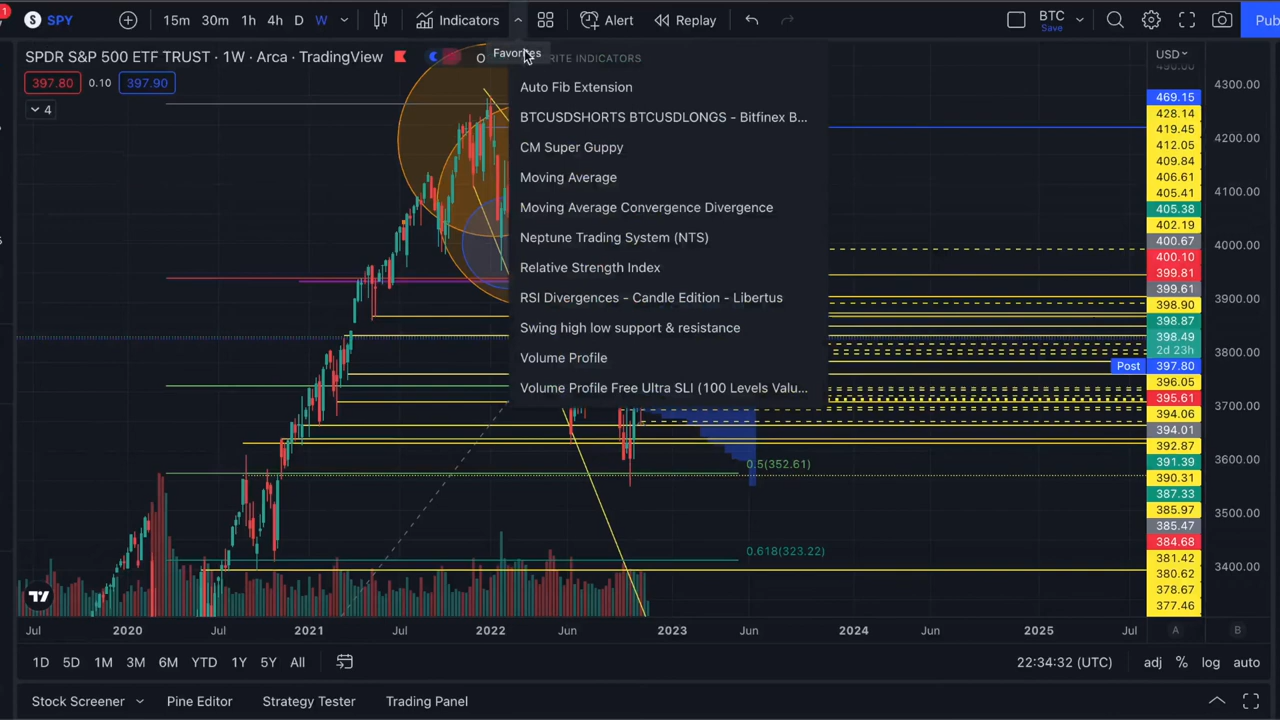 S SPY
15m 30m 1h 4h D W
Indicators
Alert
Replay
BTC
Save
Pub
SPDR S&P 500 ETF TRUST · 1W · Arca · TradingView
397.80 0.10 397.90
4
Favorites
RITE INDICATORS
Auto Fib Extension
BTCUSDSHORTS BTCUSDLONGS - Bitfinex B...
CM Super Guppy
Moving Average
Moving Average Convergence Divergence
Neptune Trading System (NTS)
Relative Strength Index
RSI Divergences - Candle Edition - Libertus
Swing high low support & resistance
Volume Profile
Volume Profile Free Ultra SLI (100 Levels Valu...
0.5(352.61)
0.618(323.22)
USD
490.00
469.15
428.14
419.45
412.05
409.84
406.61
405.41
405.38
402.19
400.67
400.10
399.81
399.61
398.90
398.87
398.49
2d 23h
Post 397.80
396.05
395.61
394.06
394.01
392.87
391.39
390.31
387.33
385.97
385.47
384.68
381.42
380.62
378.67
377.46
4300.00
4200.00
4100.00
4000.00
3900.00
3800.00
3700.00
3600.00
3500.00
3400.00
Jul 2020 Jul 2021 Jul 2022 Jun 2023 Jun 2024 Jun 2025 Jul A B
1D 5D 1M 3M 6M YTD 1Y 5Y All
22:34:32 (UTC) adj % log auto
Stock Screener Pine Editor Strategy Tester Trading Panel